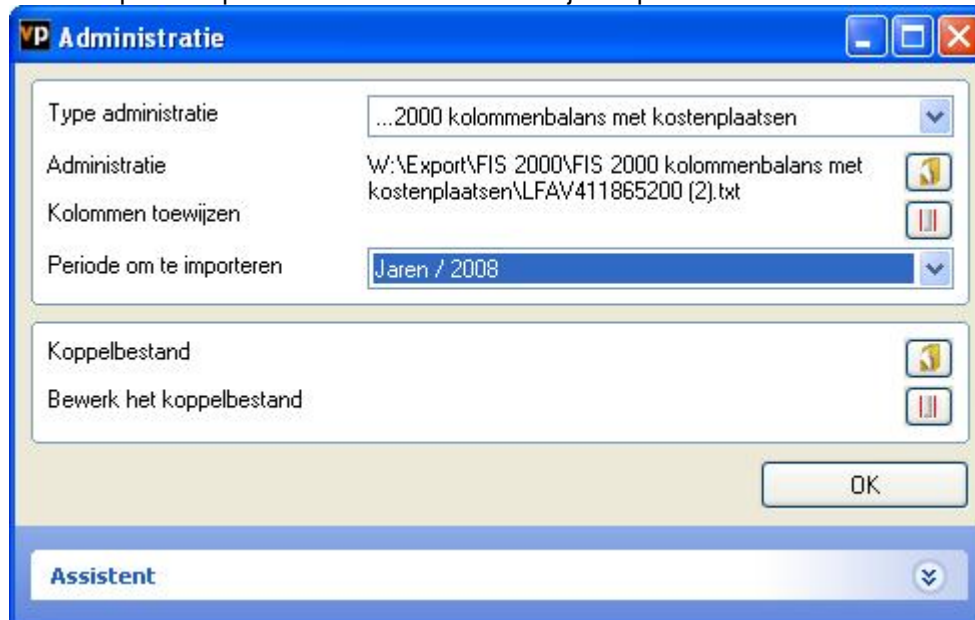 VP Administratie
Type administratie
...2000 kolommenbalans met kostenplaatsen
Administratie
W:\Export\FIS 2000\FIS 2000 kolommenbalans met
kostenplaatsen\LFAV411865200 (2).txt
Kolommen toewijzen
Periode om te importeren
Jaren / 2008
Koppelbestand
Bewerk het koppelbestand
OK
Assistent